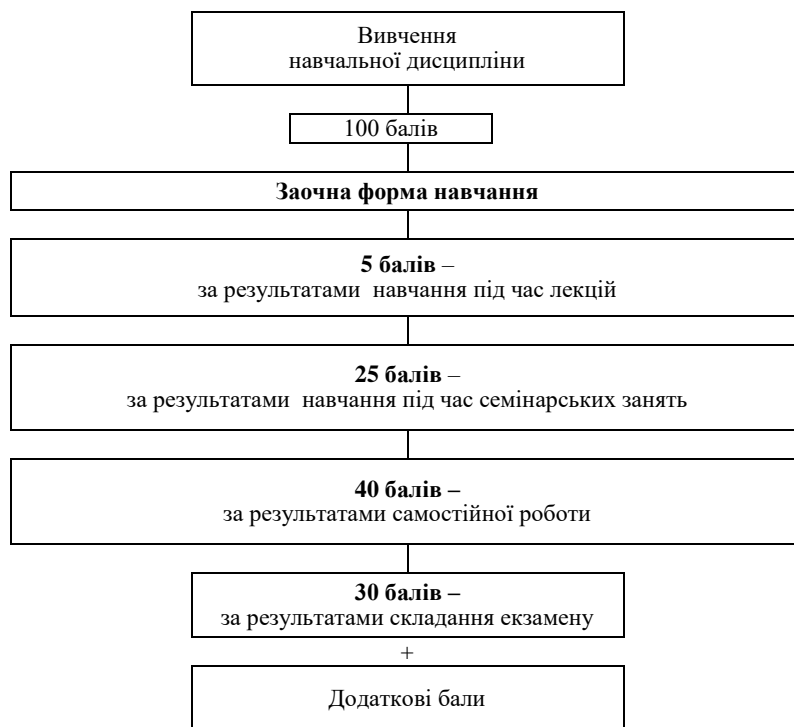 Вивчення
навчальної дисципліни
100 балів
Заочна форма навчання
5 балів –
за результатами навчання під час лекцій
25 балів –
за результатами навчання під час семінарських занять
40 балів –
за результатами самостійної роботи
30 балів –
за результатами складання екзамену
+
Додаткові бали